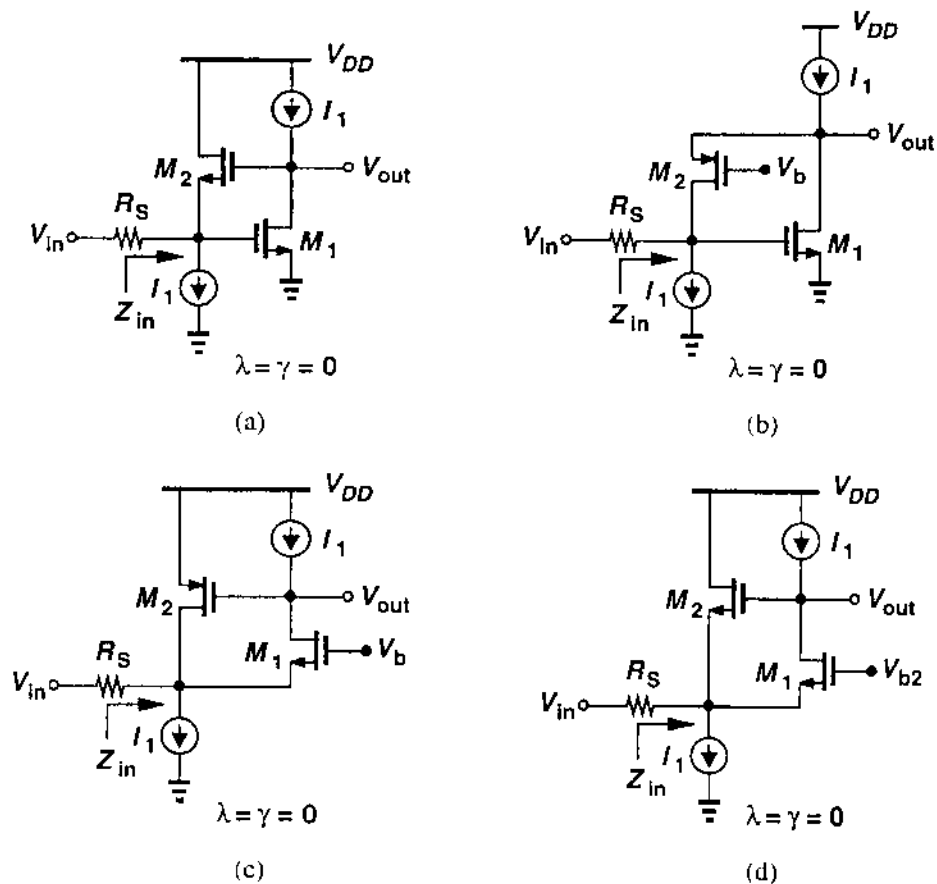 V_DD
I_1
M_2
V_out
R_S
V_in
M_1
Z_in
I_1
λ = γ = 0
(a)
V_DD
I_1
V_out
M_2
V_b
R_S
V_in
M_1
Z_in
I_1
λ = γ = 0
(b)
V_DD
I_1
M_2
V_out
M_1
V_b
R_S
V_in
Z_in
I_1
λ = γ = 0
(c)
V_DD
I_1
M_2
V_out
M_1
V_b2
R_S
V_in
Z_in
I_1
λ = γ = 0
(d)